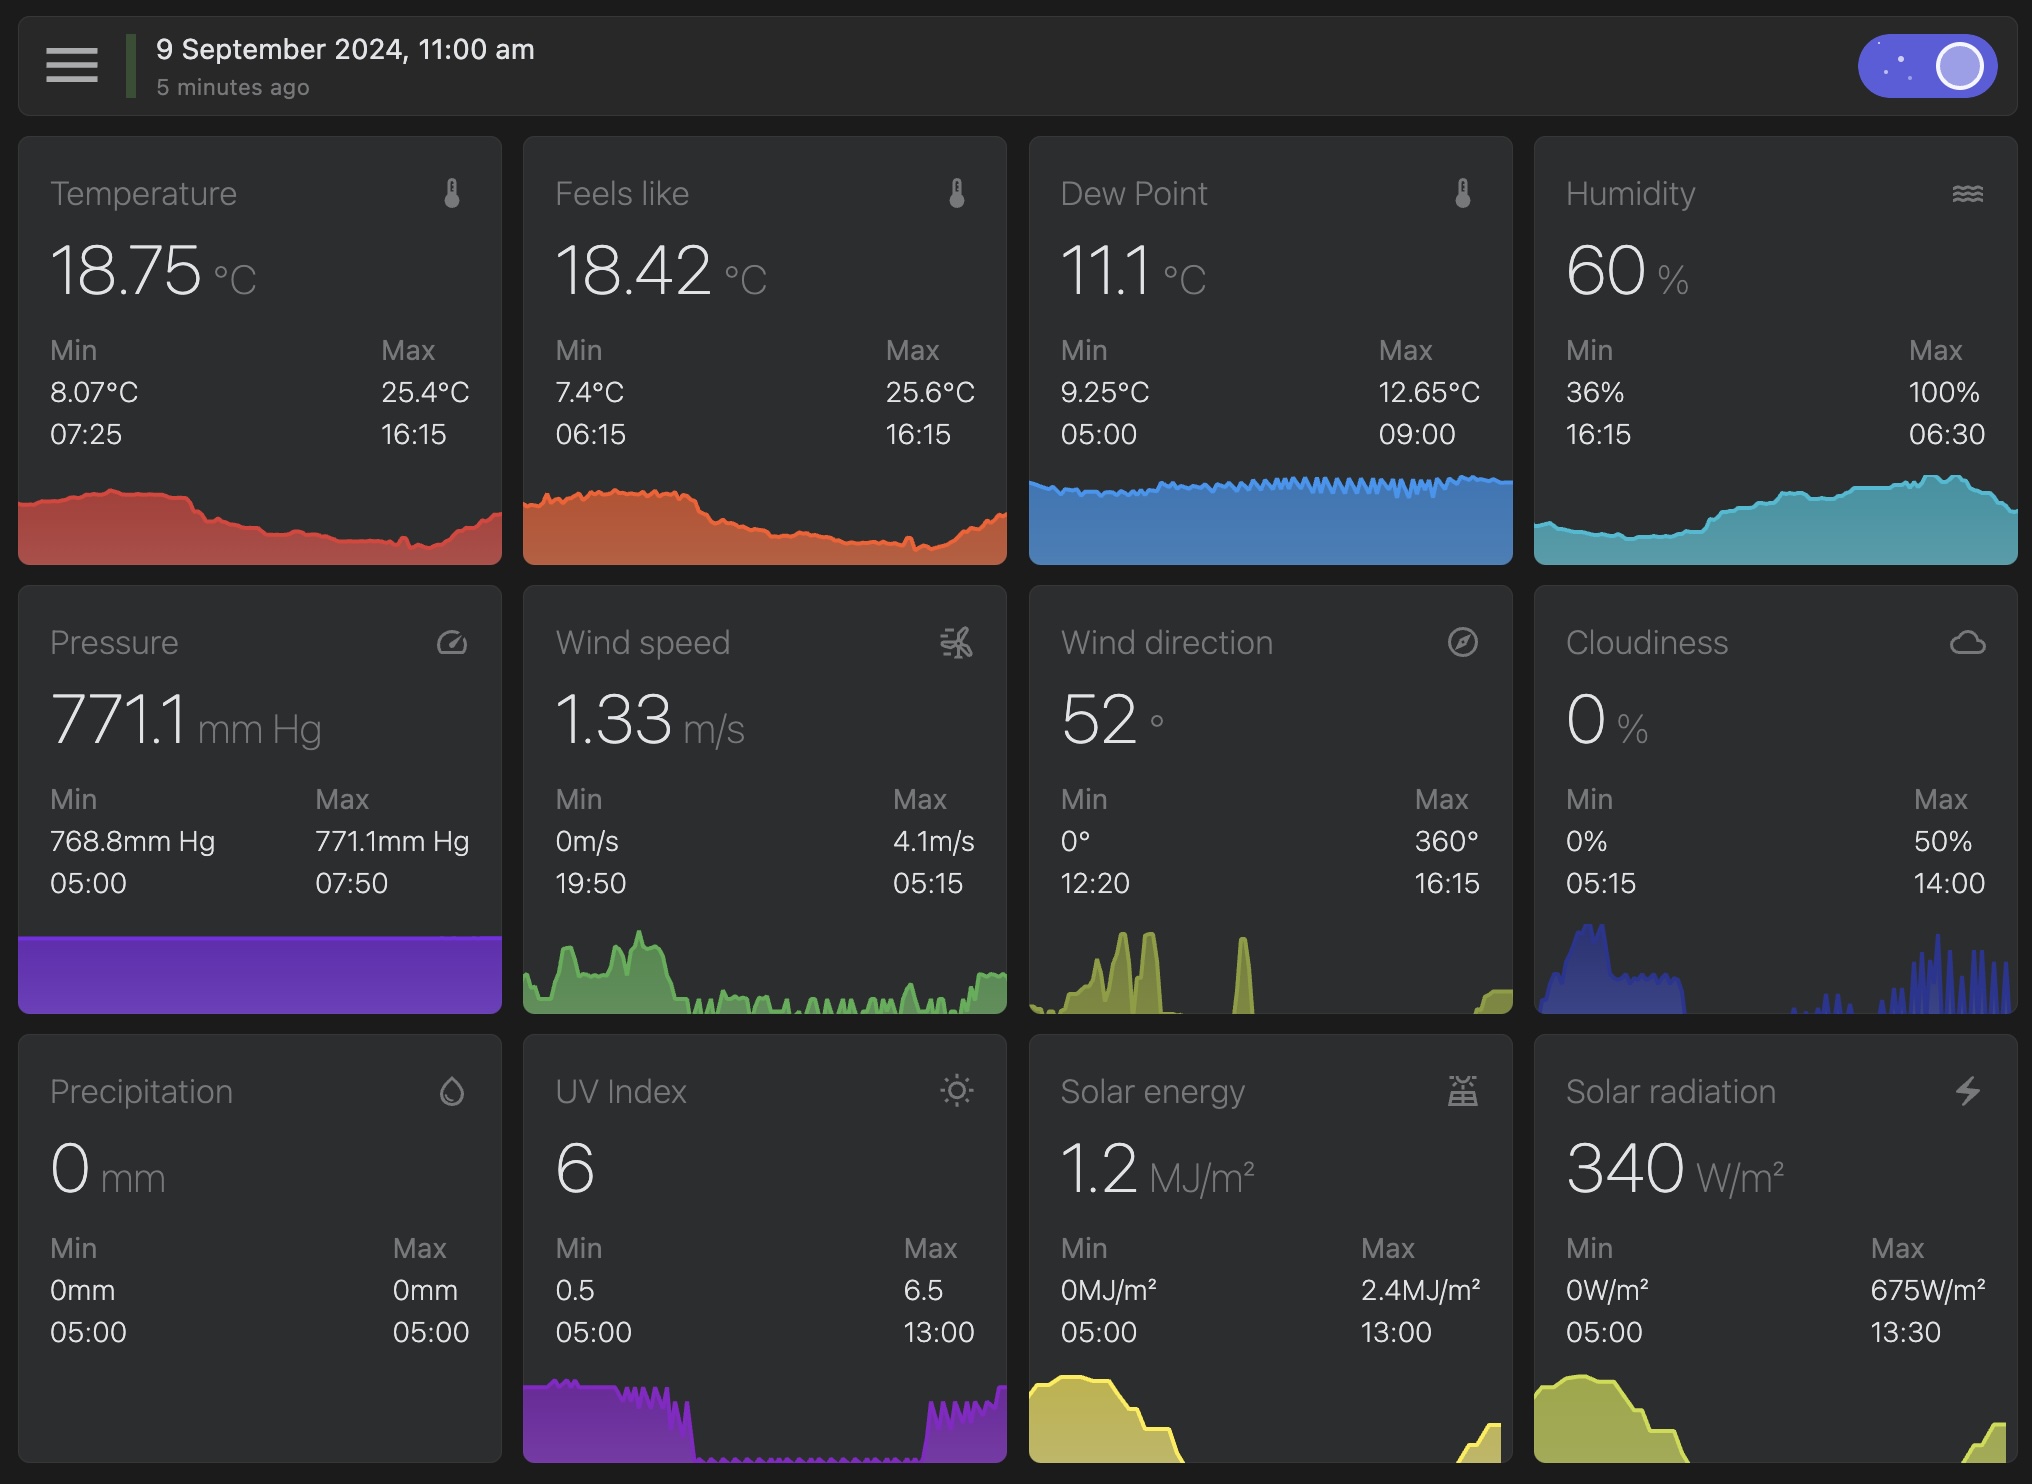 9 September 2024, 11:00 am
5 minutes ago
Temperature
18.75 °C
Min Max
8.07°C 25.4°C
07:25 16:15
Feels like
18.42 °C
Min Max
7.4°C 25.6°C
06:15 16:15
Dew Point
11.1 °C
Min Max
9.25°C 12.65°C
05:00 09:00
Humidity
60 %
Min Max
36% 100%
16:15 06:30
Pressure
771.1 mm Hg
Min Max
768.8mm Hg 771.1mm Hg
05:00 07:50
Wind speed
1.33 m/s
Min Max
0m/s 4.1m/s
19:50 05:15
Wind direction
52 °
Min Max
0° 360°
12:20 16:15
Cloudiness
0 %
Min Max
0% 50%
05:15 14:00
Precipitation
0 mm
Min Max
0mm 0mm
05:00 05:00
UV Index
6
Min Max
0.5 6.5
05:00 13:00
Solar energy
1.2 MJ/m²
Min Max
0MJ/m² 2.4MJ/m²
05:00 13:00
Solar radiation
340 W/m²
Min Max
0W/m² 675W/m²
05:00 13:30